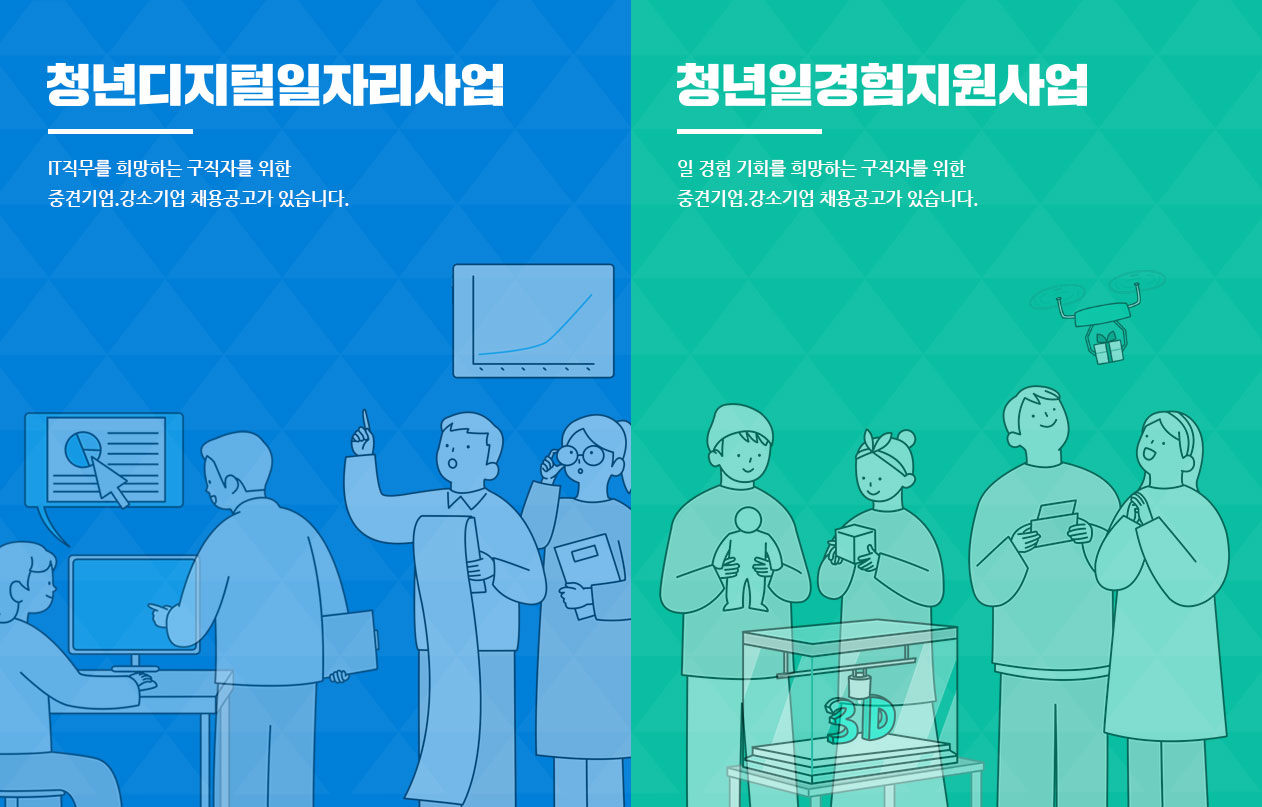 청년디지털일자리사업
IT직무를 희망하는 구직자를 위한
중견기업.강소기업 채용공고가 있습니다.
청년일경험지원사업
일 경험 기회를 희망하는 구직자를 위한
중견기업.강소기업 채용공고가 있습니다.
3D